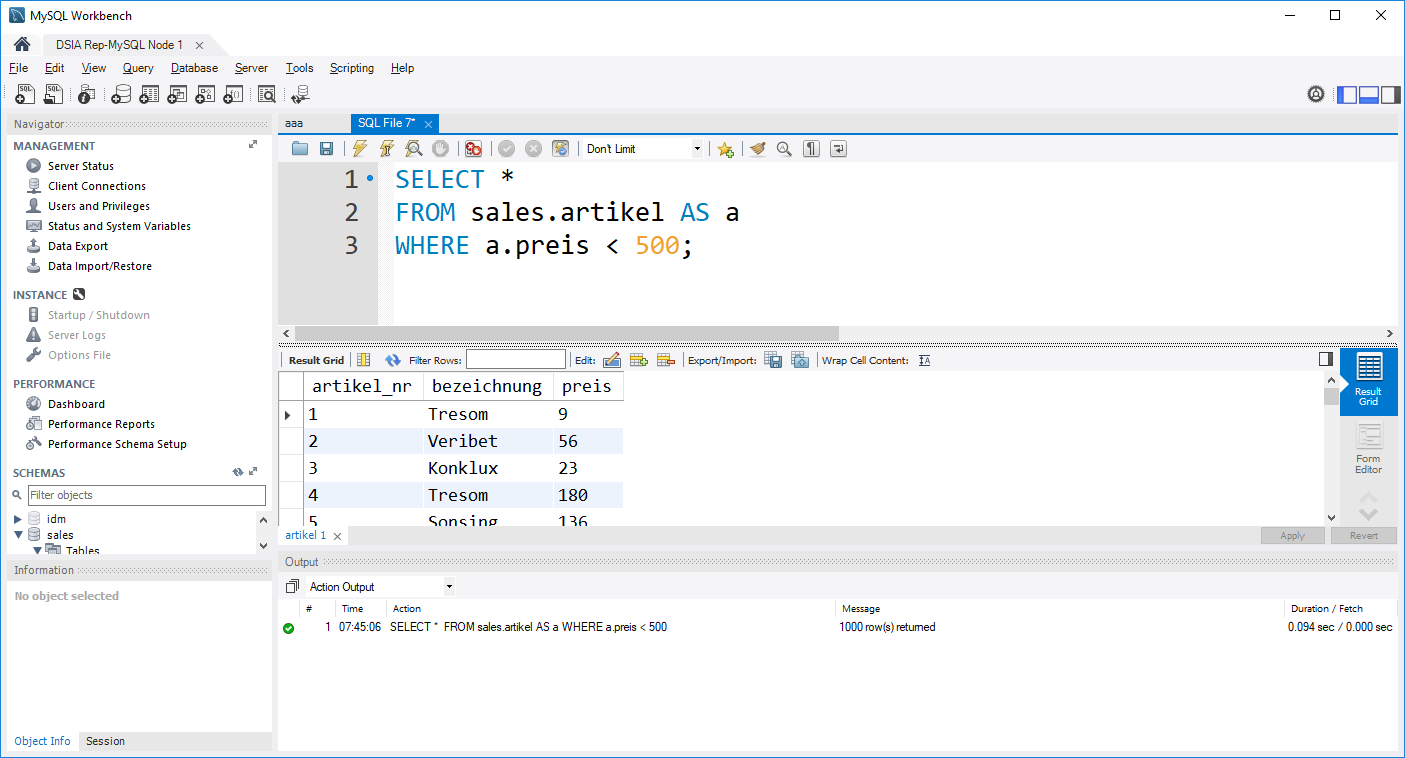 MySQL Workbench
DSIA Rep-MySQL Node 1
File Edit View Query Database Server Tools Scripting Help
Navigator
MANAGEMENT
Server Status
Client Connections
Users and Privileges
Status and System Variables
Data Export
Data Import/Restore
INSTANCE
Startup / Shutdown
Server Logs
Options File
PERFORMANCE
Dashboard
Performance Reports
Performance Schema Setup
SCHEMAS
Filter objects
idm
sales
Tables
Information
No object selected
Object Info Session
aaa SQL File 7*
Don't Limit
1 SELECT *
2 FROM sales.artikel AS a
3 WHERE a.preis < 500;
Result Grid Filter Rows: Edit: Export/Import: Wrap Cell Content:
artikel_nr bezeichnung preis
1 Tresom 9
2 Veribet 56
3 Konklux 23
4 Tresom 180
5 Sonsing 136
Result
Grid
Form
Editor
artikel 1
Apply Revert
Output
Action Output
# Time Action Message Duration / Fetch
1 07:45:06 SELECT * FROM sales.artikel AS a WHERE a.preis < 500 1000 row(s) returned 0.094 sec / 0.000 sec